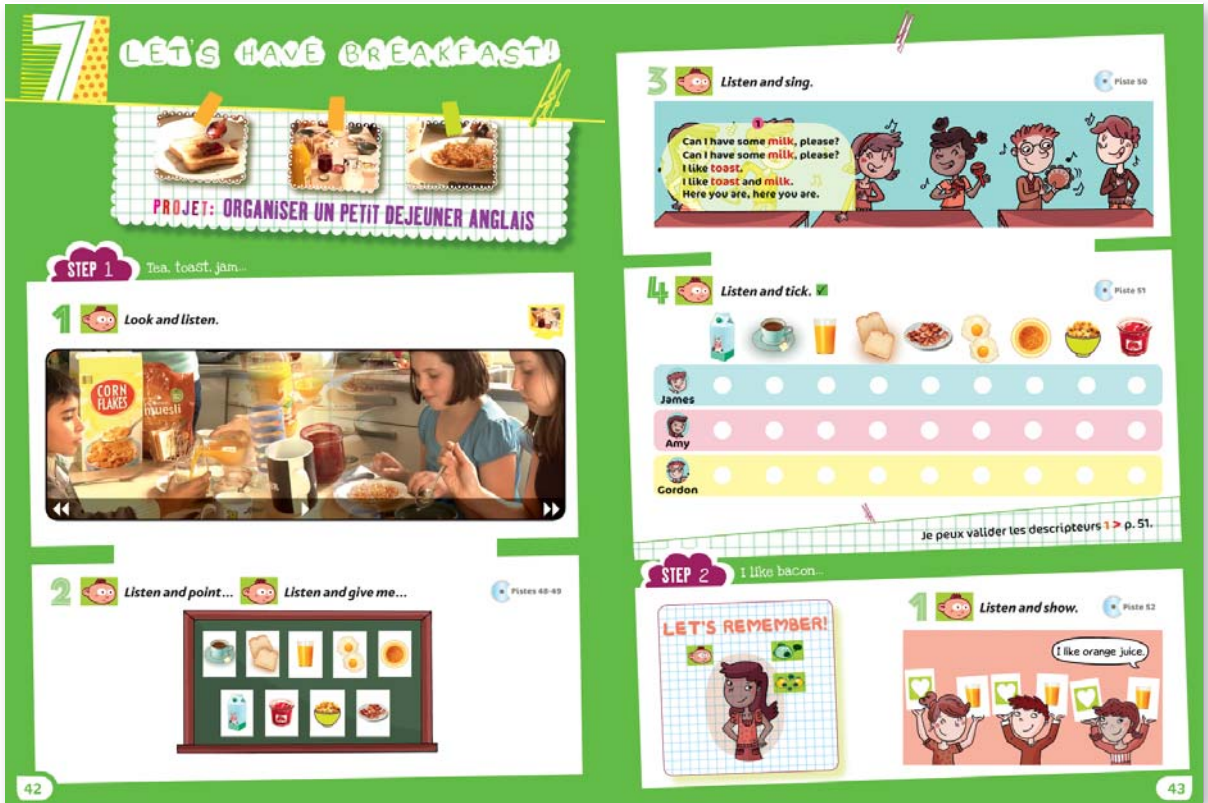 7 LET'S HAVE BREAKFAST!
PROJET: ORGANISER UN PETIT DEJEUNER ANGLAIS
STEP 1 Tea, toast, jam...
1 Look and listen.
CORN
FLAKES
muesli
2 Listen and point... Listen and give me... Pistes 48-49
42
3 Listen and sing. Piste 50
1
Can I have some milk, please?
Can I have some milk, please?
I like toast.
I like toast and milk.
Here you are, here you are.
4 Listen and tick. Piste 51
James
Amy
Gordon
Je peux valider les descripteurs 1 > p. 51.
STEP 2 I like bacon...
LET'S REMEMBER!
1 Listen and show. Piste 52
I like orange juice.
43